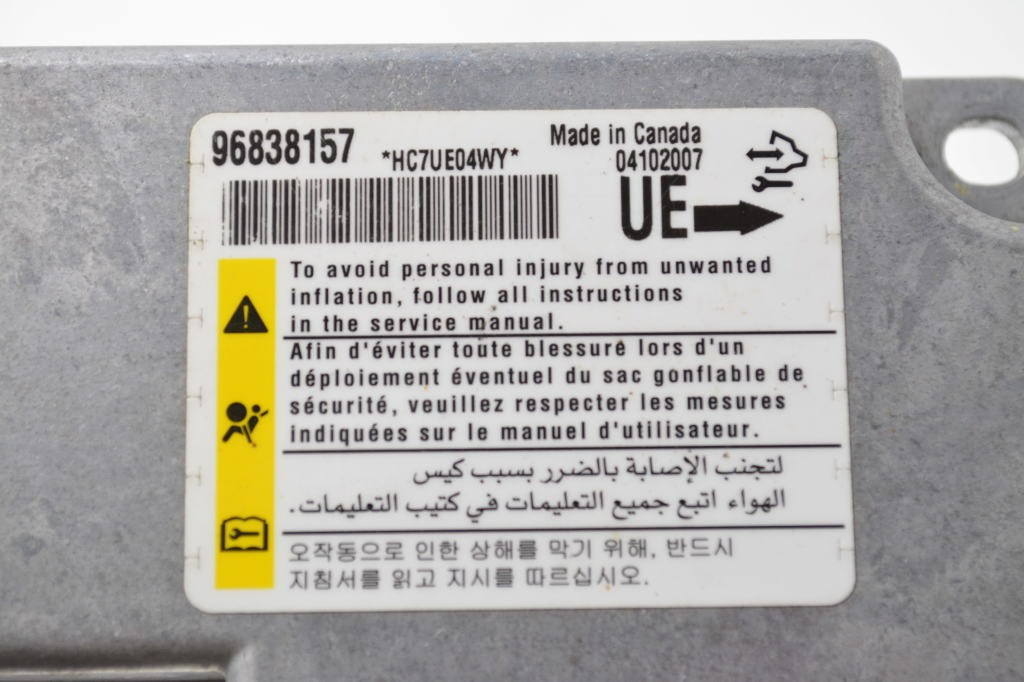 96838157
*HC7UE04WY*
Made in Canada
04102007
UE
To avoid personal injury from unwanted
inflation, follow all instructions
in the service manual.
Afin d'éviter toute blessure lors d'un
déploiement éventuel du sac gonflable de
sécurité, veuillez respecter les mesures
indiquées sur le manuel d'utilisateur.
لتجنب الإصابة بالضرر بسبب كيس
الهواء اتبع جميع التعليمات في كتيب التعليمات.
오작동으로 인한 상해를 막기 위해, 반드시
지침서를 읽고 지시를 따르십시오.